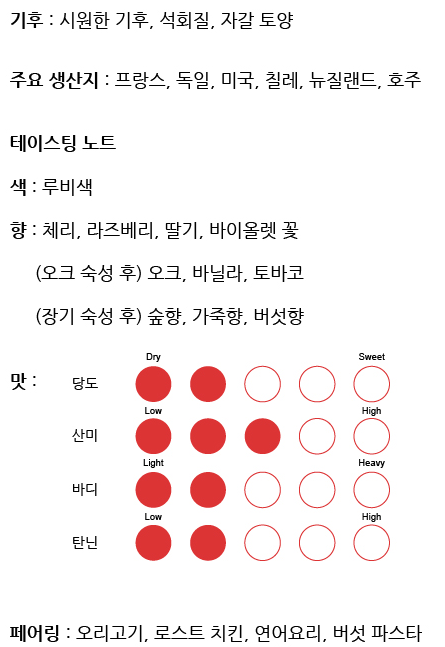 기후 : 시원한 기후, 석회질, 자갈 토양
주요 생산지 : 프랑스, 독일, 미국, 칠레, 뉴질랜드, 호주
테이스팅 노트
색 : 루비색
향 : 체리, 라즈베리, 딸기, 바이올렛 꽃
(오크 숙성 후) 오크, 바닐라, 토바코
(장기 숙성 후) 숲향, 가죽향, 버섯향
Dry Sweet
맛 : 당도
Low High
산미
Light Heavy
바디
Low High
탄닌
페어링 : 오리고기, 로스트 치킨, 연어요리, 버섯 파스타